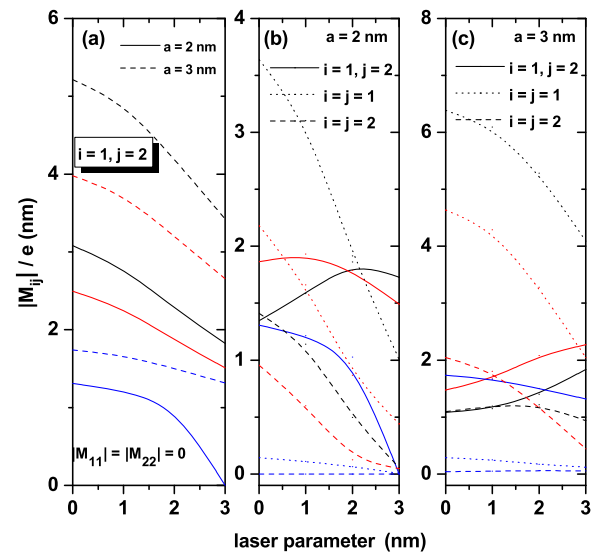 (a)
a = 2 nm
a = 3 nm
i = 1, j = 2
|M11| = |M22| = 0
0 1 2 3
0
2
4
6
(b)
a = 2 nm
i = 1, j = 2
i = j = 1
i = j = 2
0 1 2 3
0
1
2
3
4
(c)
a = 3 nm
i = 1, j = 2
i = j = 1
i = j = 2
0 1 2 3
0
2
4
6
8
|Mij| / e (nm)
laser parameter (nm)